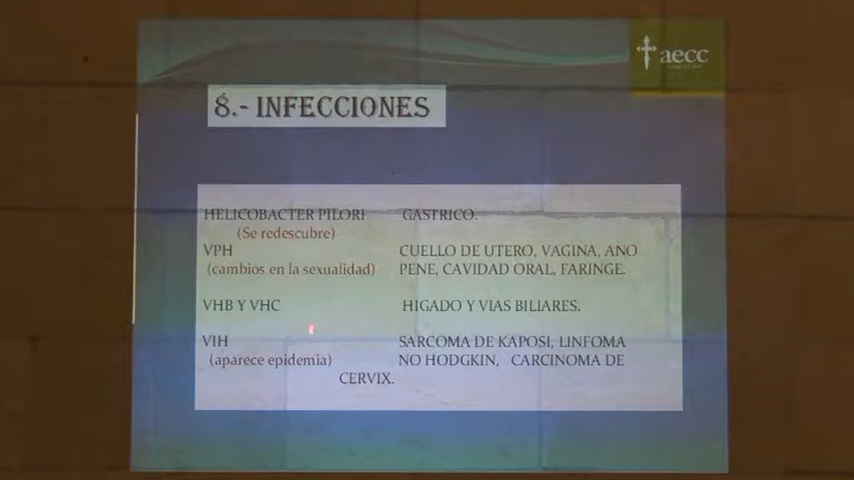 aecc
8.- INFECCIONES
HELICOBACTER PILORI GASTRICO.
(Se redescubre)
VPH CUELLO DE UTERO, VAGINA, ANO
(cambios en la sexualidad) PENE, CAVIDAD ORAL, FARINGE.
VHB Y VHC HIGADO Y VIAS BILIARES.
VIH SARCOMA DE KAPOSI, LINFOMA
(aparece epidemia) NO HODGKIN, CARCINOMA DE
CERVIX.